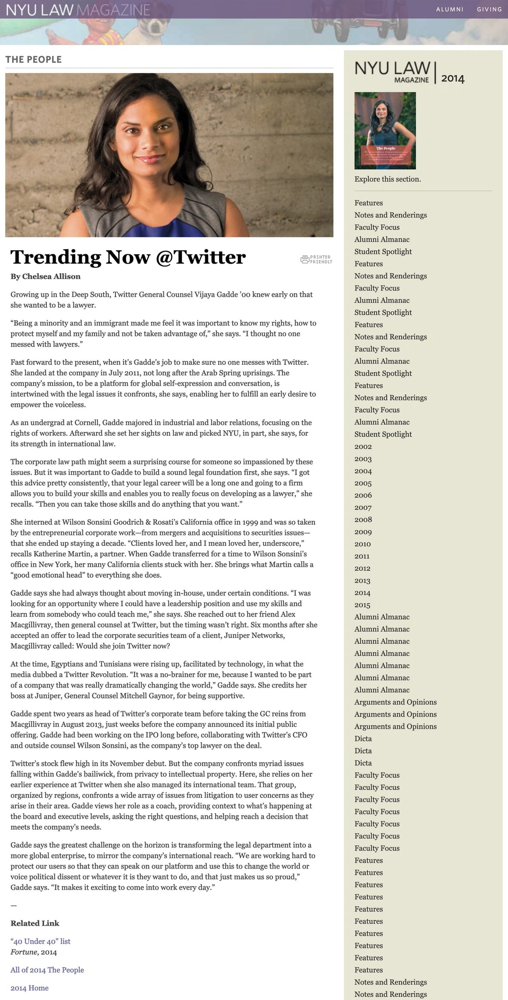 NYU LAW MAGAZINE
ALUMNI
GIVING
THE PEOPLE
Trending Now @Twitter
PRINTER
FRIENDLY
By Chelsea Allison
Growing up in the Deep South, Twitter General Counsel Vijaya Gadde ’00 knew early on that
she wanted to be a lawyer.
“Being a minority and an immigrant made me feel it was important to know my rights, how to
protect myself and my family and not be taken advantage of,” she says. “I thought no one
messed with lawyers.”
Fast forward to the present, when it’s Gadde’s job to make sure no one messes with Twitter.
She landed at the company in July 2011, not long after the Arab Spring uprisings. The
company’s mission, to be a platform for global self-expression and conversation, is
intertwined with the legal issues it confronts, she says, enabling her to fulfill an early desire to
empower the voiceless.
As an undergrad at Cornell, Gadde majored in industrial and labor relations, focusing on the
rights of workers. Afterward she set her sights on law and picked NYU, in part, she says, for
its strength in international law.
The corporate law path might seem a surprising course for someone so impassioned by these
issues. But it was important to Gadde to build a sound legal foundation first, she says. “I got
this advice pretty consistently, that your legal career will be a long one and going to a firm
allows you to build your skills and enables you to really focus on developing as a lawyer,” she
recalls. “Then you can take those skills and do anything that you want.”
She interned at Wilson Sonsini Goodrich & Rosati’s California office in 1999 and was so taken
by the entrepreneurial corporate work—from mergers and acquisitions to securities issues—
that she ended up staying a decade. “Clients loved her, and I mean loved her, underscore,”
recalls Katherine Martin, a partner. When Gadde transferred for a time to Wilson Sonsini’s
office in New York, her many California clients stuck with her. She brings what Martin calls a
“good emotional head” to everything she does.
Gadde says she had always thought about moving in-house, under certain conditions. “I was
looking for an opportunity where I could have a leadership position and use my skills and
learn from somebody who could teach me,” she says. She reached out to her friend Alex
Macgillivray, then general counsel at Twitter, but the timing wasn’t right. Six months after she
accepted an offer to lead the corporate securities team of a client, Juniper Networks,
Macgillivray called: Would she join Twitter now?
At the time, Egyptians and Tunisians were rising up, facilitated by technology, in what the
media dubbed a Twitter Revolution. “It was a no-brainer for me, because I wanted to be part
of a company that was really dramatically changing the world,” Gadde says. She credits her
boss at Juniper, General Counsel Mitchell Gaynor, for being supportive.
Gadde spent two years as head of Twitter’s corporate team before taking the GC reins from
Macgillivray in August 2013, just weeks before the company announced its initial public
offering. Gadde had been working on the IPO long before, collaborating with Twitter’s CFO
and outside counsel Wilson Sonsini, as the company’s top lawyer on the deal.
Twitter’s stock flew high in its November debut. But the company confronts myriad issues
falling within Gadde’s bailiwick, from privacy to intellectual property. Here, she relies on her
earlier experience at Twitter when she also managed its international team. That group,
organized by regions, confronts a wide array of issues from litigation to user concerns as they
arise in their area. Gadde views her role as a coach, providing context to what’s happening at
the board and executive levels, asking the right questions, and helping reach a decision that
meets the company’s needs.
Gadde says the greatest challenge on the horizon is transforming the legal department into a
more global enterprise, to mirror the company’s international reach. “We are working hard to
protect our users so that they can speak on our platform and use this to change the world or
voice political dissent or whatever it is they want to do, and that just makes us so proud,”
Gadde says. “It makes it exciting to come into work every day.”
—
Related Link
“40 Under 40” list
Fortune, 2014
All of 2014 The People
2014 Home
NYU LAW
MAGAZINE
2014
The People
Explore this section.
Features
Notes and Renderings
Faculty Focus
Alumni Almanac
Student Spotlight
Features
Notes and Renderings
Faculty Focus
Alumni Almanac
Student Spotlight
Features
Notes and Renderings
Faculty Focus
Alumni Almanac
Student Spotlight
Features
Notes and Renderings
Faculty Focus
Alumni Almanac
Student Spotlight
2002
2003
2004
2005
2006
2007
2008
2009
2010
2011
2012
2013
2014
2015
Alumni Almanac
Alumni Almanac
Alumni Almanac
Alumni Almanac
Alumni Almanac
Alumni Almanac
Alumni Almanac
Arguments and Opinions
Arguments and Opinions
Arguments and Opinions
Dicta
Dicta
Dicta
Faculty Focus
Faculty Focus
Faculty Focus
Faculty Focus
Faculty Focus
Faculty Focus
Faculty Focus
Features
Features
Features
Features
Features
Features
Features
Features
Features
Features
Notes and Renderings
Notes and Renderings